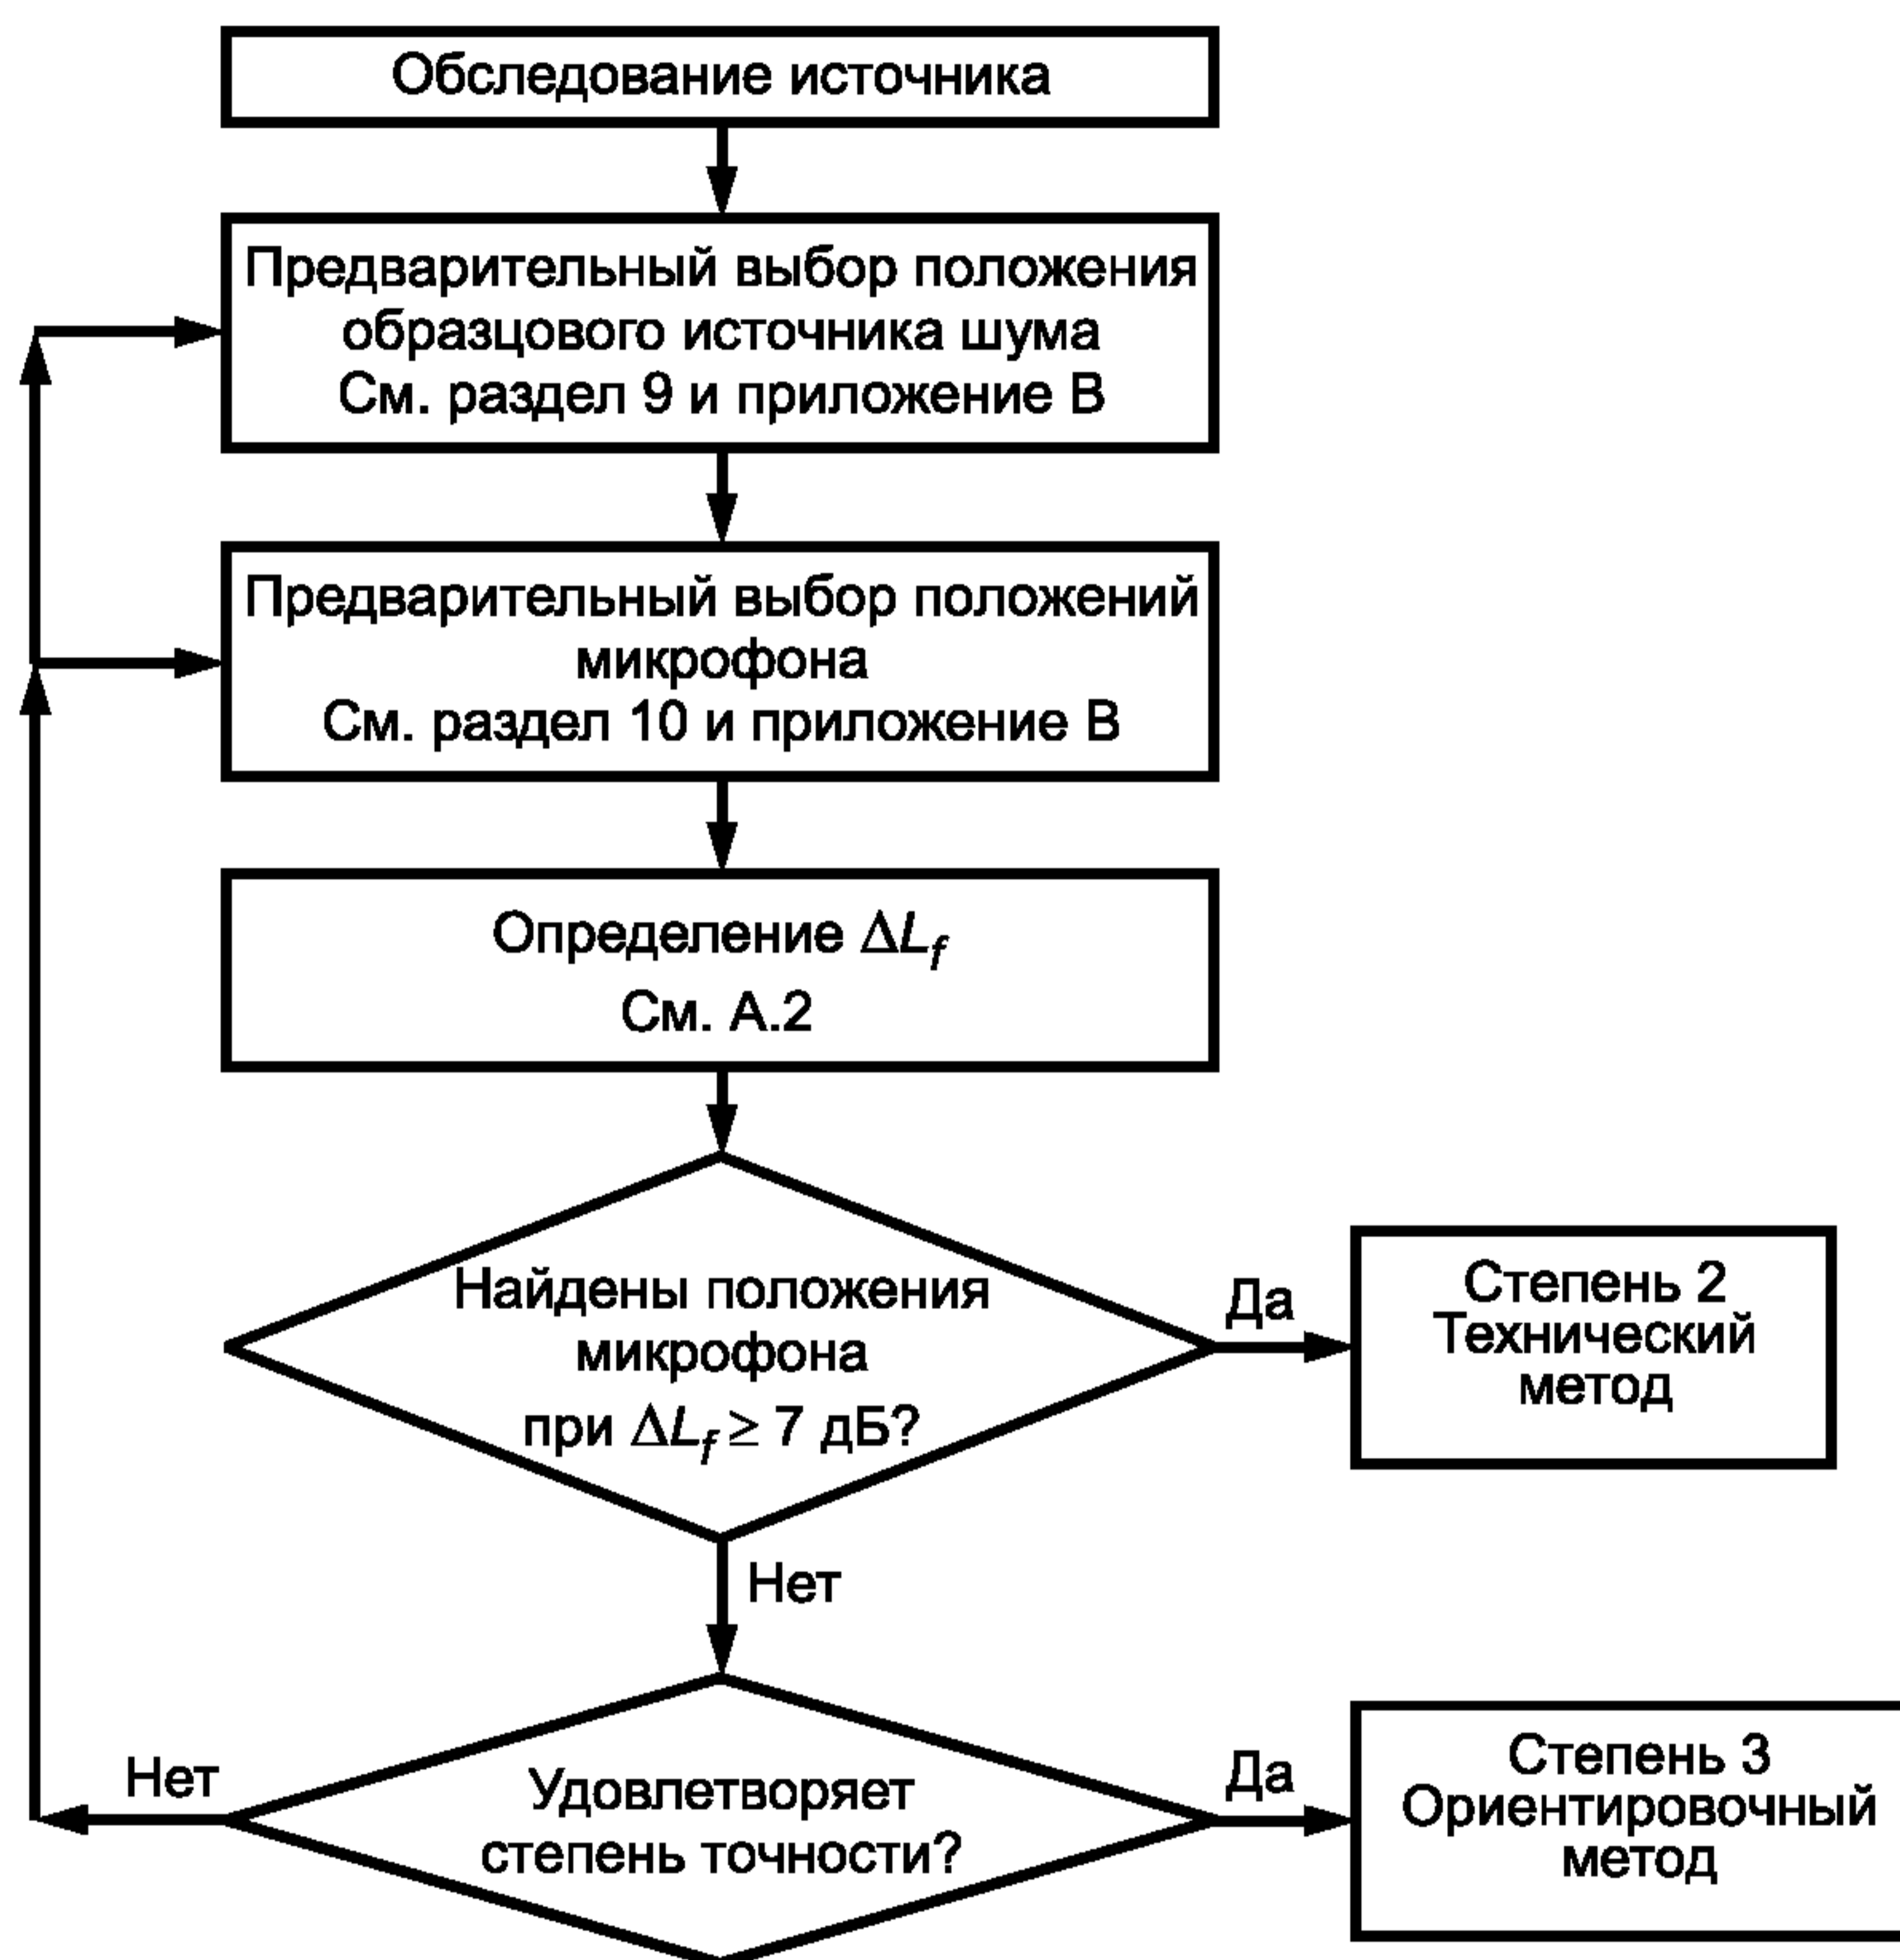 Обследование источника
Предварительный выбор положения
образцового источника шума
См. раздел 9 и приложение В
Предварительный выбор положений
микрофона
См. раздел 10 и приложение В
Определение ΔL_f
См. А.2
Найдены положения
микрофона
при ΔL_f ≥ 7 дБ?
Да
Степень 2
Технический
метод
Нет
Удовлетворяет
степень точности?
Нет
Да
Степень 3
Ориентировочный
метод